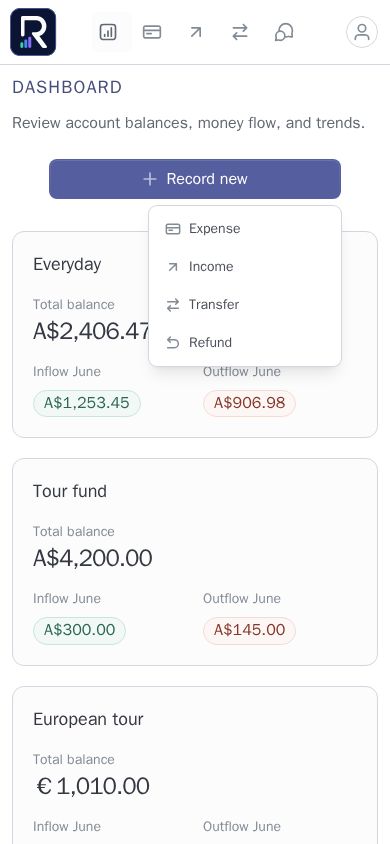 R
DASHBOARD
Review account balances, money flow, and trends.
Record new
Expense
Income
Transfer
Refund
Everyday
Total balance
A$2,406.47
Inflow June
Outflow June
A$1,253.45
A$906.98
Tour fund
Total balance
A$4,200.00
Inflow June
Outflow June
A$300.00
A$145.00
European tour
Total balance
€1,010.00
Inflow June
Outflow June